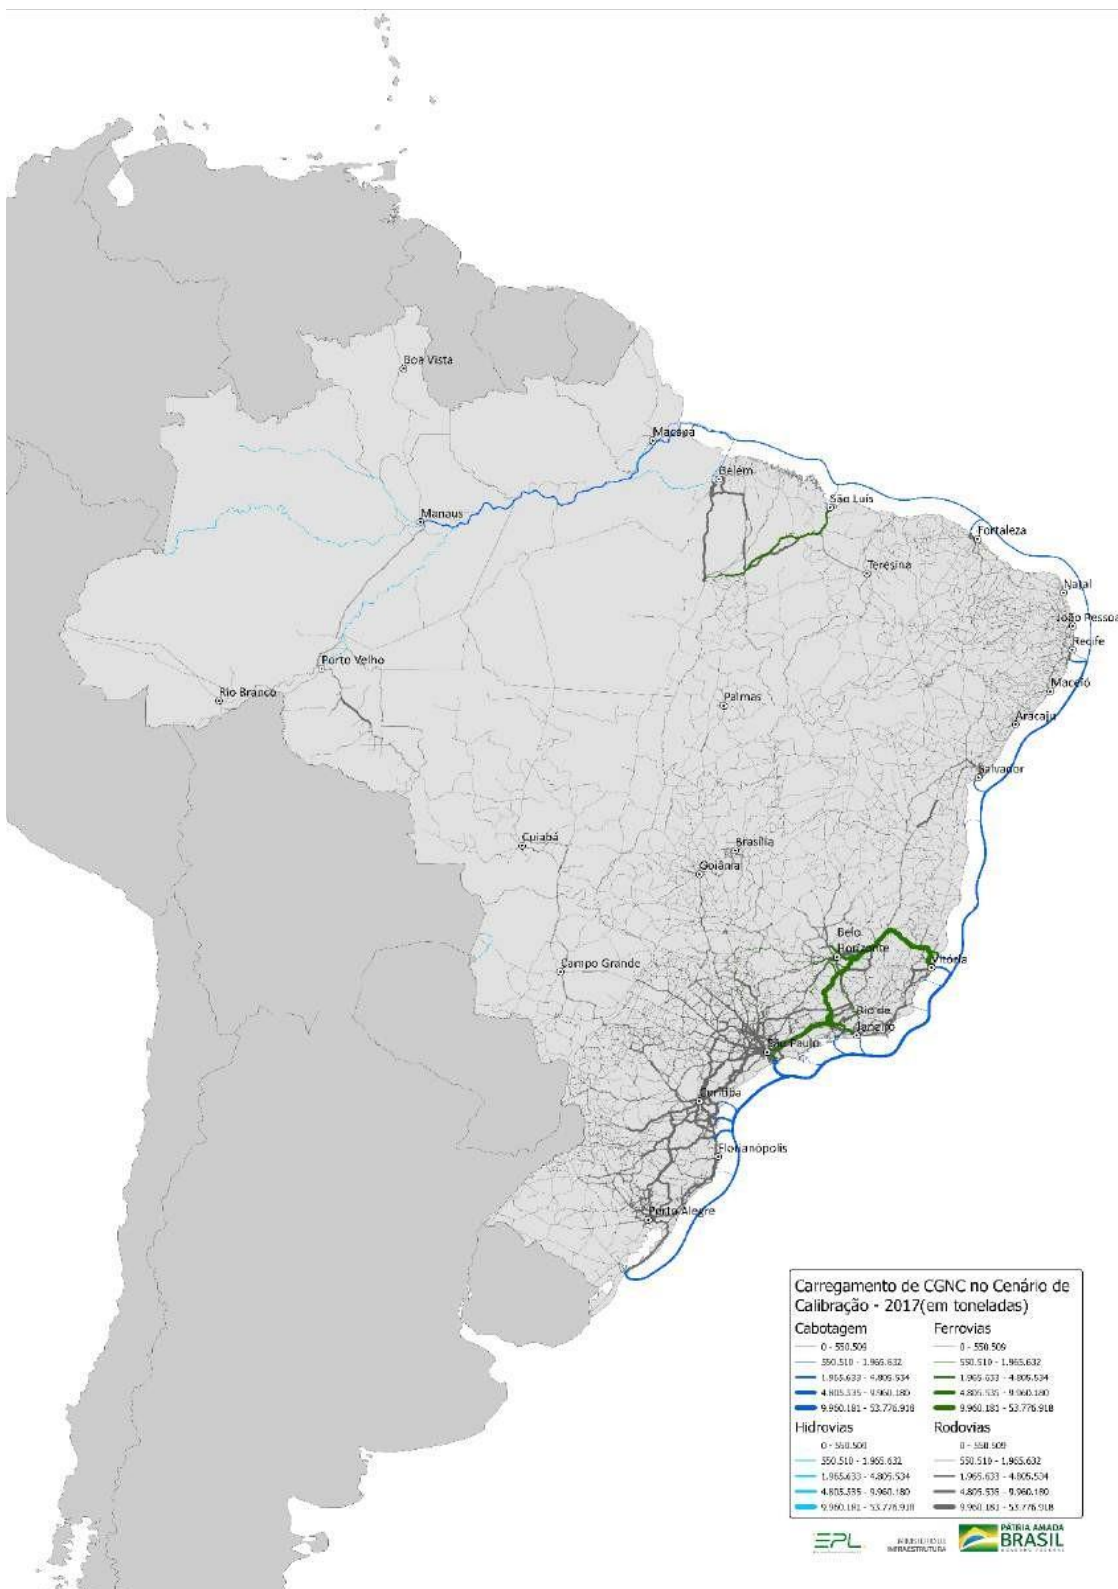 Boa Vista
Macapá
Belém
São Luís
Manaus
Fortaleza
Teresina
Natal
João Pessoa
Recife
Porto Velho
Maceió
Rio Branco
Palmas
Aracaju
Salvador
Cuiabá
Brasília
Goiânia
Belo
Horizonte
Vitória
Campo Grande
Rio de
Janeiro
São Paulo
Curitiba
Florianópolis
Porto Alegre
Carregamento de CGNC no Cenário de
Calibração - 2017(em toneladas)
Cabotagem
0 - 550.509
550.510 - 1.965.632
1.965.633 - 4.805.534
4.805.535 - 9.960.180
9.960.181 - 53.776.918
Ferrovias
0 - 550.509
550.510 - 1.965.632
1.965.633 - 4.805.534
4.805.535 - 9.960.180
9.960.181 - 53.776.918
Hidrovias
0 - 550.509
550.510 - 1.965.632
1.965.633 - 4.805.534
4.805.535 - 9.960.180
9.960.181 - 53.776.918
Rodovias
0 - 550.509
550.510 - 1.965.632
1.965.633 - 4.805.534
4.805.535 - 9.960.180
9.960.181 - 53.776.918
EPL
MINISTÉRIO DE
INFRAESTRUTURA
PÁTRIA AMADA
BRASIL
GOVERNO FEDERAL